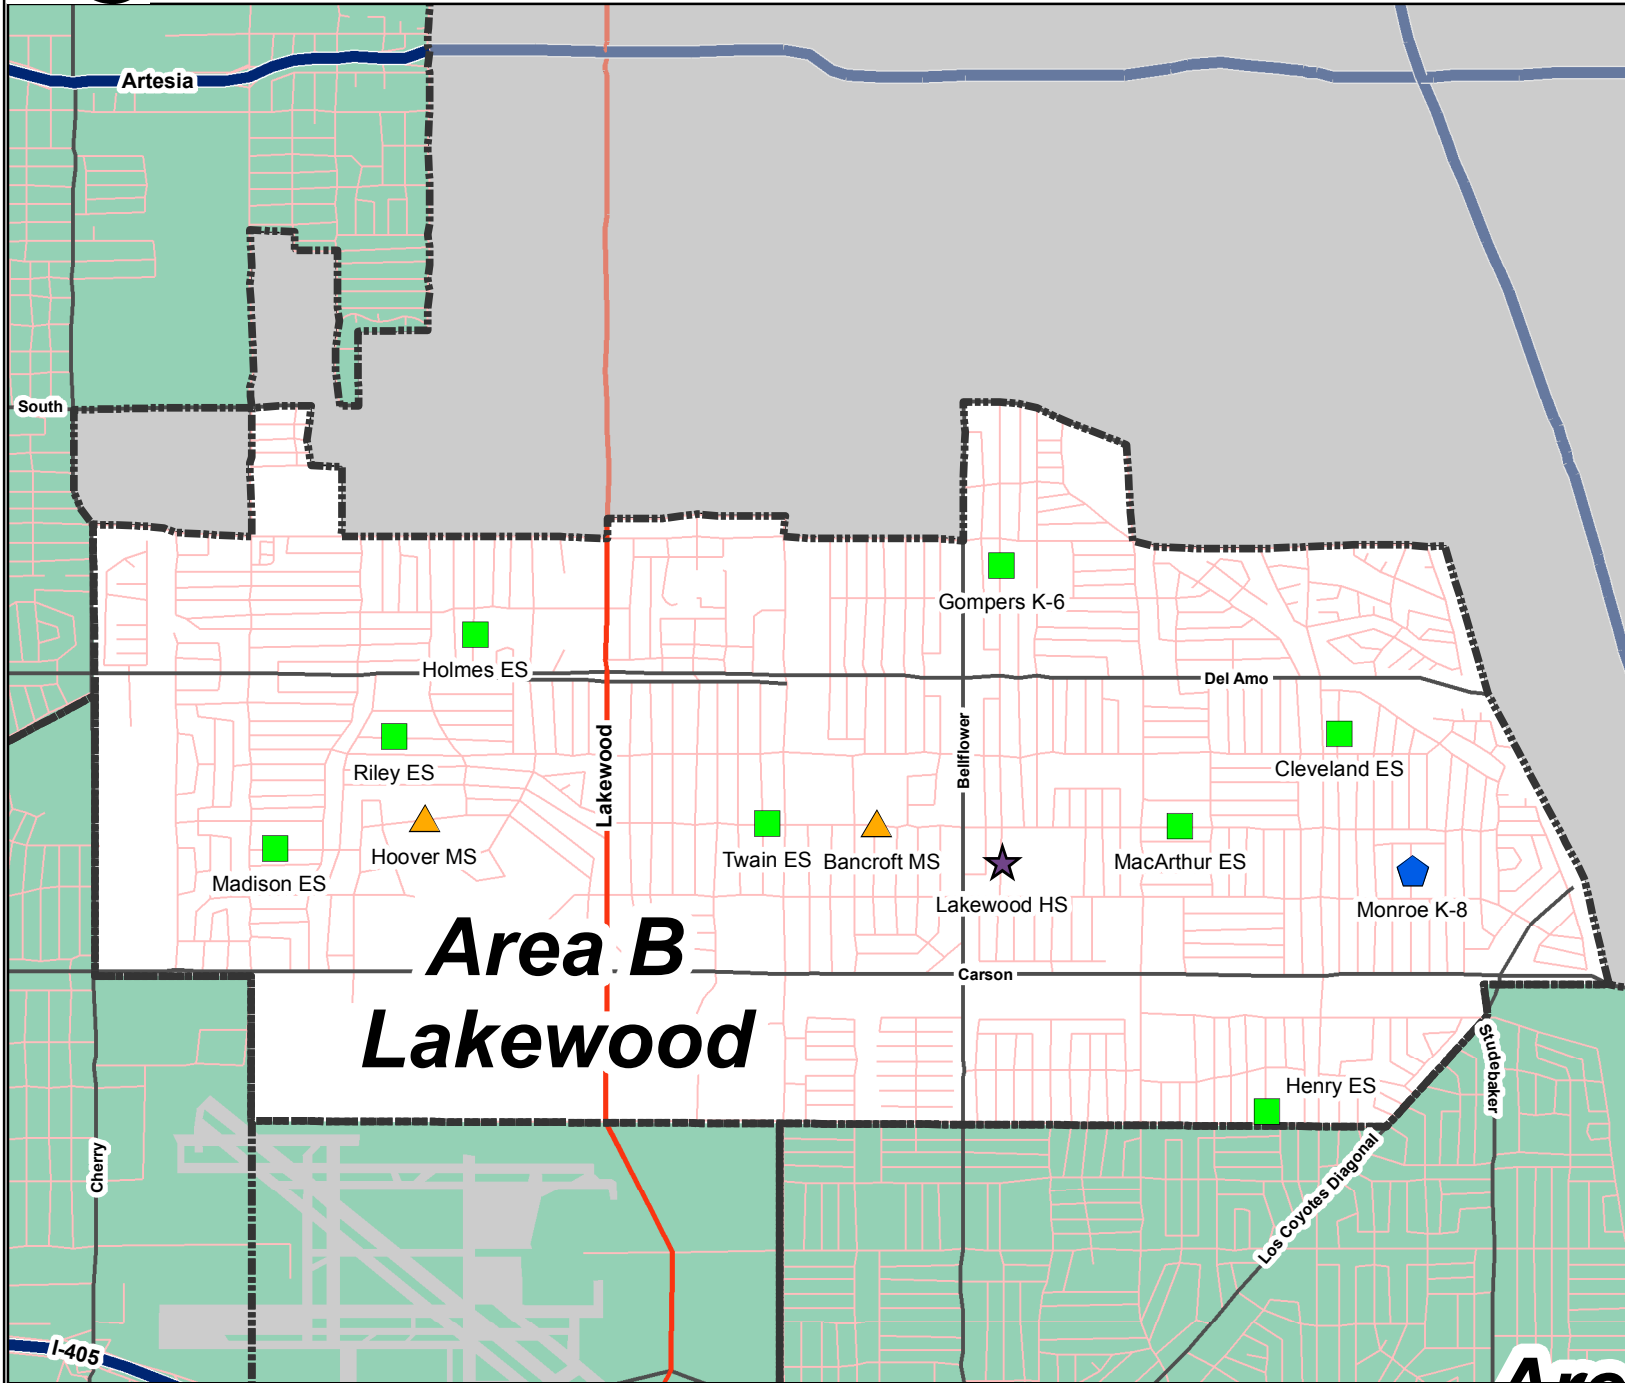 Artesia
South
Gompers K-6
Holmes ES
Del Amo
Bellflower
Lakewood
Riley ES
Cleveland ES
Hoover MS
Twain ES
Bancroft MS
MacArthur ES
Madison ES
Lakewood HS
Monroe K-8
Area B
Lakewood
Carson
Studebaker
Henry ES
Cherry
Los Coyotes Diagonal
I-405